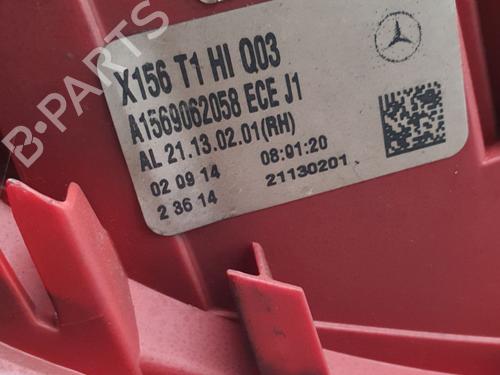 B-PARTS
X156 T1 HI Q03
A1569062058 ECE J1
AL 21.13.02.01(RH)
02 09 14 08:01:20
2 36 14 21130201